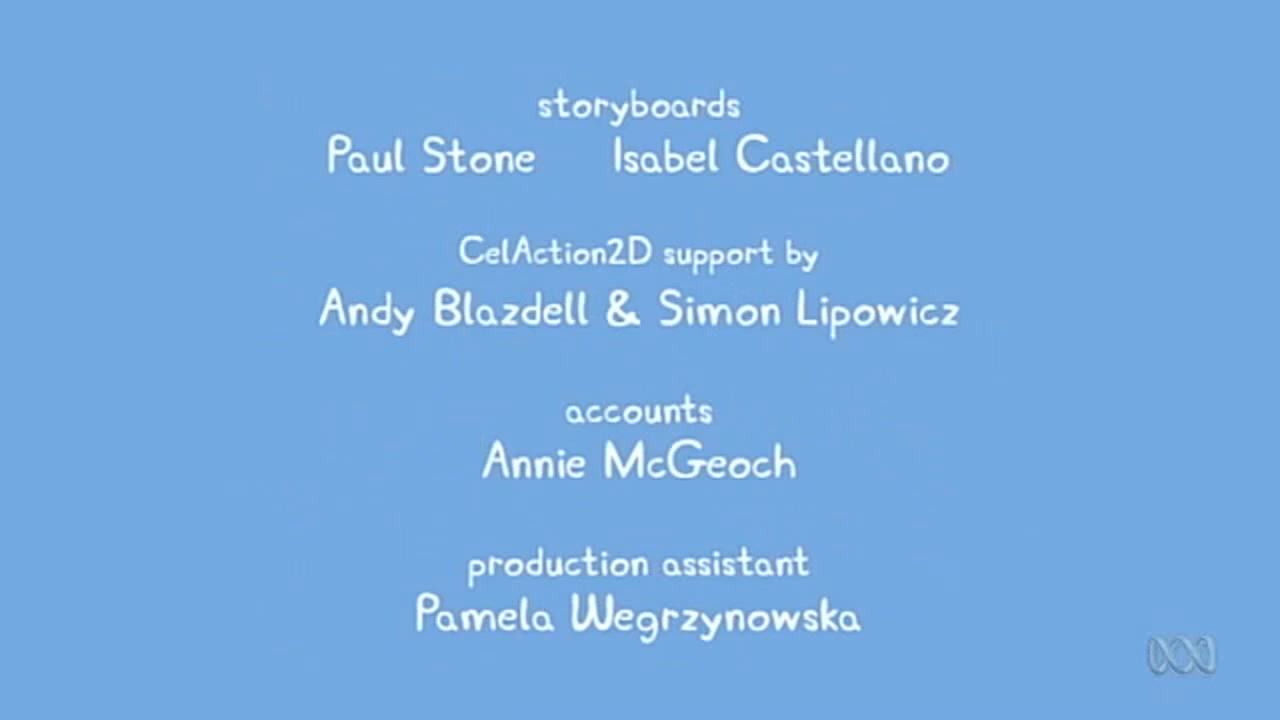 storyboards
Paul Stone Isabel Castellano
CelAction2D support by
Andy Blazdell & Simon Lipowicz
accounts
Annie McGeoch
production assistant
Pamela Wegrzynowska